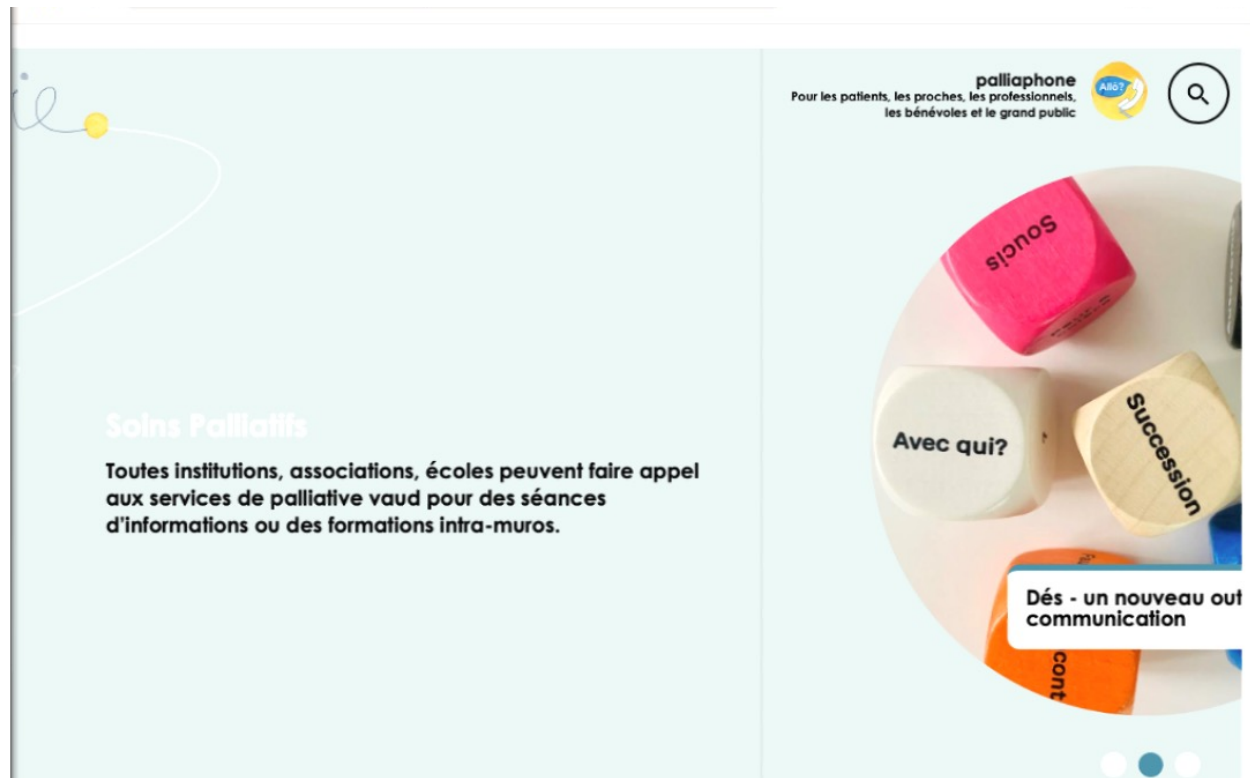 palliaphone
Pour les patients, les proches, les professionnels,
les bénévoles et le grand public
Allô?
Soins Palliatifs
Toutes institutions, associations, écoles peuvent faire appel
aux services de palliative vaud pour des séances
d'informations ou des formations intra-muros.
Soucis
Avec qui?
Succession
Dés - un nouveau out
communication
cont